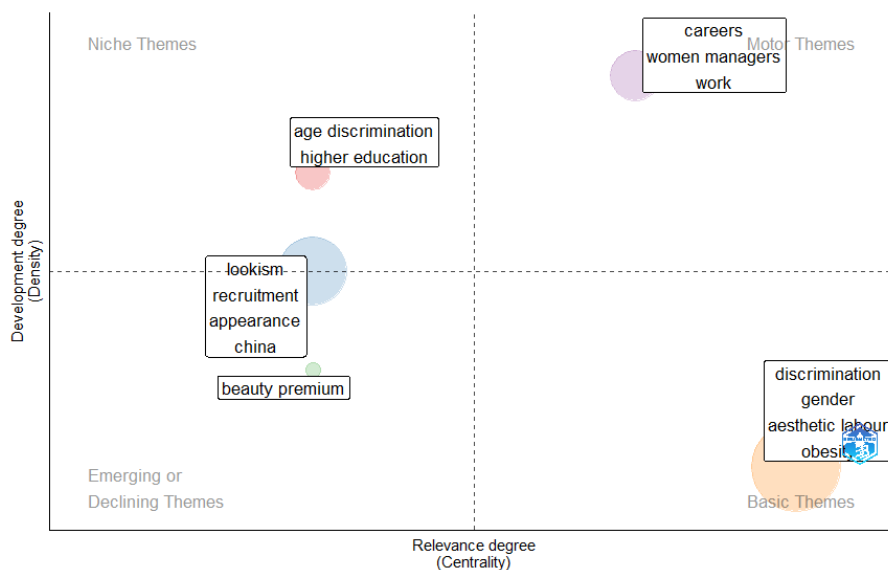 Niche Themes
careers
Motor Themes
women managers
work
age discrimination
higher education
lookism
recruitment
appearance
china
beauty premium
discrimination
gender
aesthetic labour
Emerging or
Declining Themes
Basic Themes
Development degree
(Density)
Relevance degree
(Centrality)